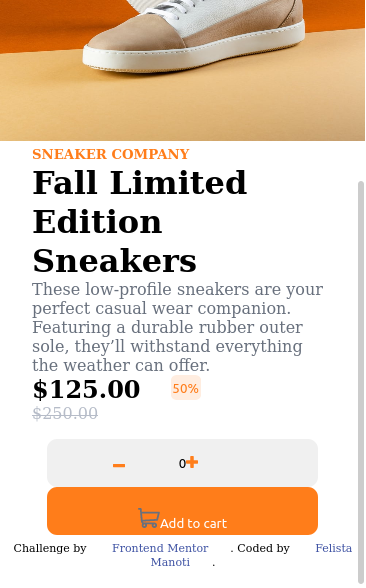 SNEAKER COMPANY
Fall Limited
Edition
Sneakers
These low-profile sneakers are your
perfect casual wear companion.
Featuring a durable rubber outer
sole, they’ll withstand everything
the weather can offer.
$125.00 50%
$250.00
– 0 +
Add to cart
Challenge by Frontend Mentor . Coded by Felista
Manoti .